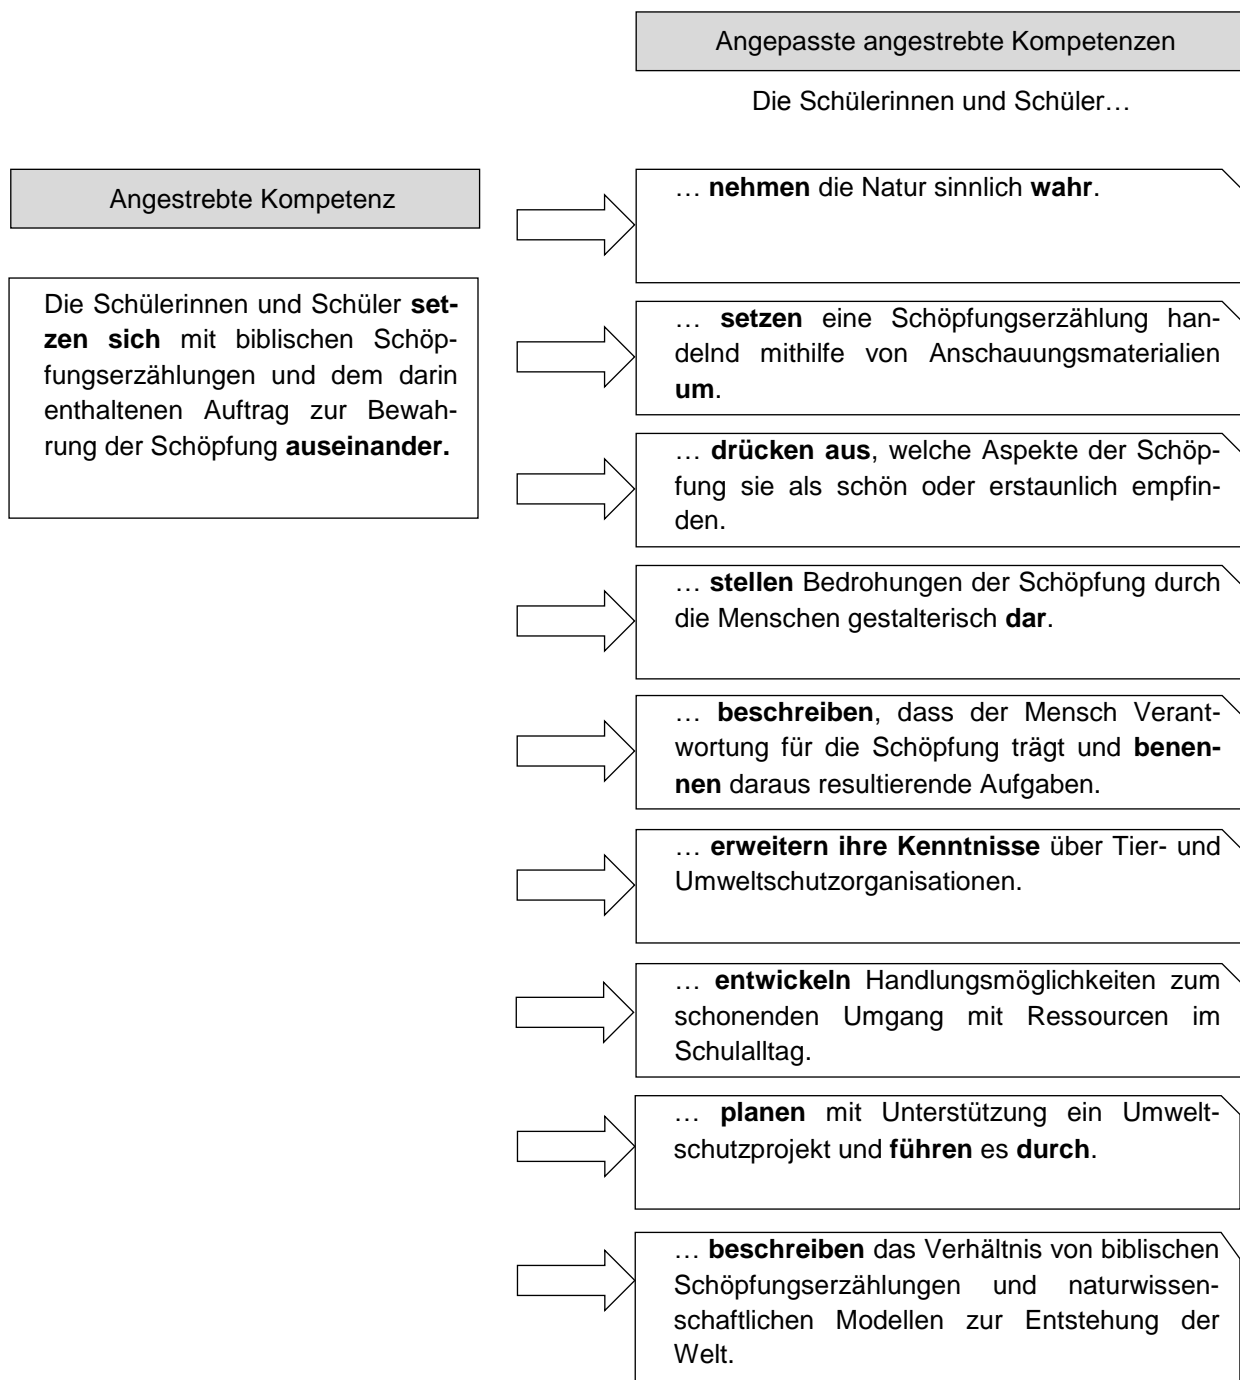 Angepasste angestrebte Kompetenzen
Die Schülerinnen und Schüler…
Angestrebte Kompetenz
Die Schülerinnen und Schüler set-
zen sich mit biblischen Schöp-
fungserzählungen und dem darin
enthaltenen Auftrag zur Bewah-
rung der Schöpfung auseinander.
… nehmen die Natur sinnlich wahr.
… setzen eine Schöpfungserzählung han-
delnd mithilfe von Anschauungsmaterialien
um.
… drücken aus, welche Aspekte der Schöp-
fung sie als schön oder erstaunlich empfin-
den.
… stellen Bedrohungen der Schöpfung durch
die Menschen gestalterisch dar.
… beschreiben, dass der Mensch Verant-
wortung für die Schöpfung trägt und benen-
nen daraus resultierende Aufgaben.
… erweitern ihre Kenntnisse über Tier- und
Umweltschutzorganisationen.
… entwickeln Handlungsmöglichkeiten zum
schonenden Umgang mit Ressourcen im
Schulalltag.
… planen mit Unterstützung ein Umwelt-
schutzprojekt und führen es durch.
… beschreiben das Verhältnis von biblischen
Schöpfungserzählungen und naturwissen-
schaftlichen Modellen zur Entstehung der
Welt.